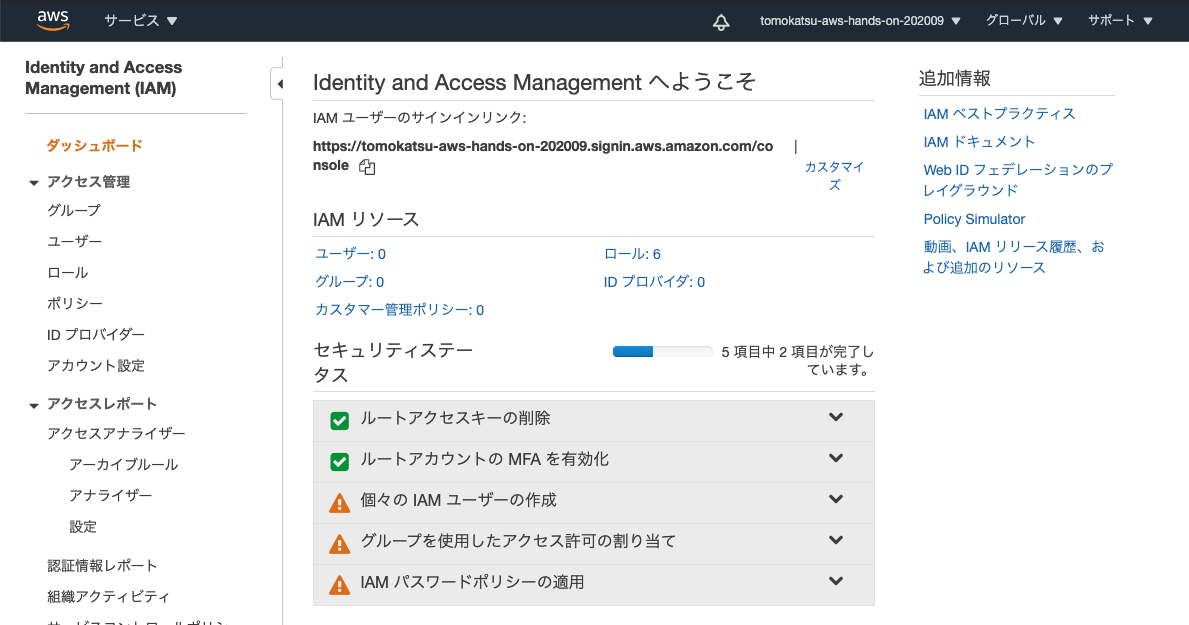 aws
サービス
tomokatsu-aws-hands-on-202009
グローバル
サポート
Identity and Access
Management (IAM)
ダッシュボード
アクセス管理
グループ
ユーザー
ロール
ポリシー
ID プロバイダー
アカウント設定
アクセスレポート
アクセスアナライザー
アーカイブルール
アナライザー
設定
認証情報レポート
組織アクティビティ
サービスコントロールポリシー
Identity and Access Management へようこそ
IAM ユーザーのサインインリンク:
https://tomokatsu-aws-hands-on-202009.signin.aws.amazon.com/co
nsole
|
カスタマイ
ズ
IAM リソース
ユーザー: 0
ロール: 6
グループ: 0
ID プロバイダ: 0
カスタマー管理ポリシー: 0
セキュリティステー
タス
5 項目中 2 項目が完了し
ています。
ルートアクセスキーの削除
ルートアカウントの MFA を有効化
個々の IAM ユーザーの作成
グループを使用したアクセス許可の割り当て
IAM パスワードポリシーの適用
追加情報
IAM ベストプラクティス
IAM ドキュメント
Web ID フェデレーションのプ
レイグラウンド
Policy Simulator
動画、IAM リリース履歴、お
よび追加のリソース